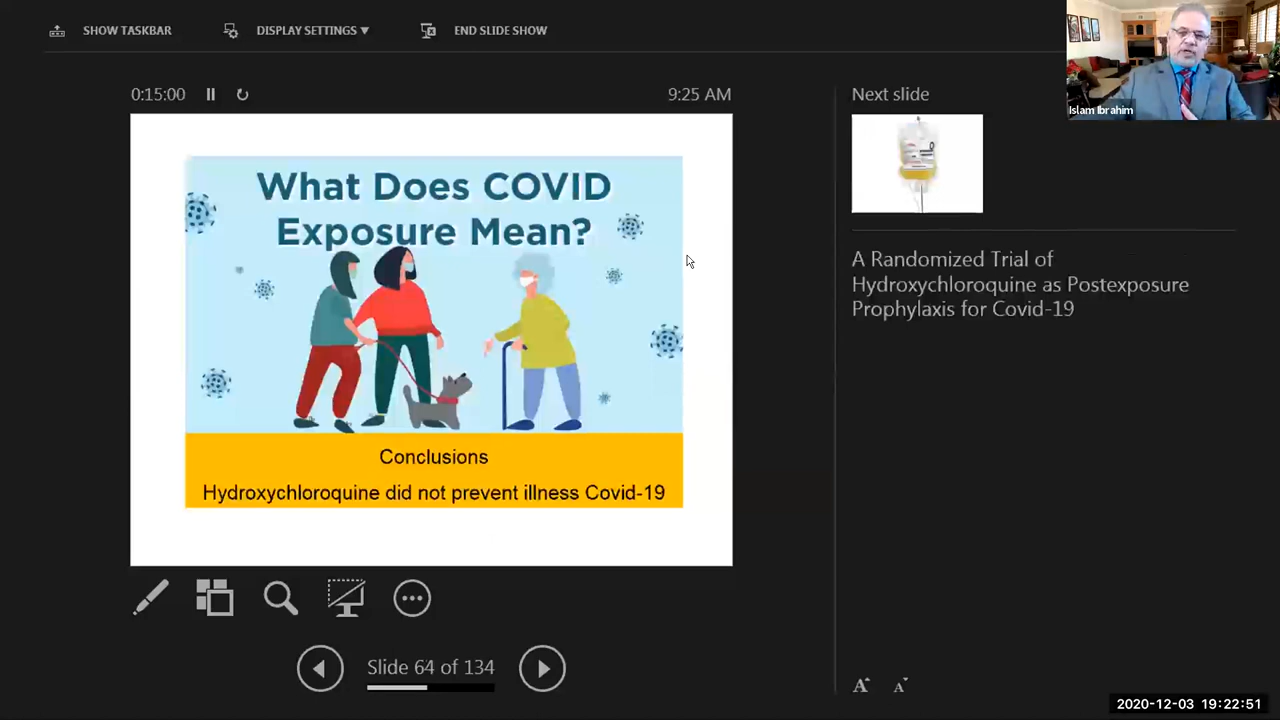 SHOW TASKBAR
DISPLAY SETTINGS ▼
END SLIDE SHOW
Islam Ibrahim
0:15:00
9:25 AM
Next slide
What Does COVID
Exposure Mean?
Conclusions
Hydroxychloroquine did not prevent illness Covid-19
A Randomized Trial of
Hydroxychloroquine as Postexposure
Prophylaxis for Covid-19
Slide 64 of 134
A A
2020-12-03 19:22:51